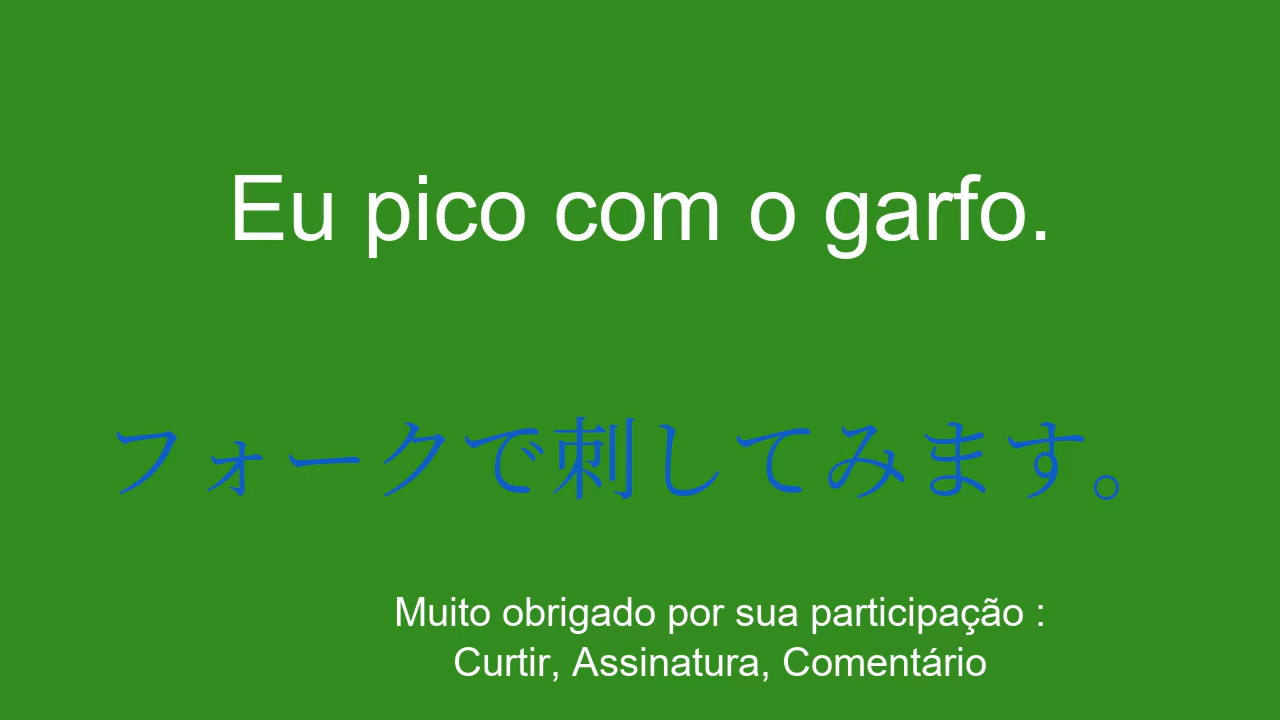 Eu pico com o garfo.
フォークで刺してみます。
Muito obrigado por sua participação :
Curtir, Assinatura, Comentário